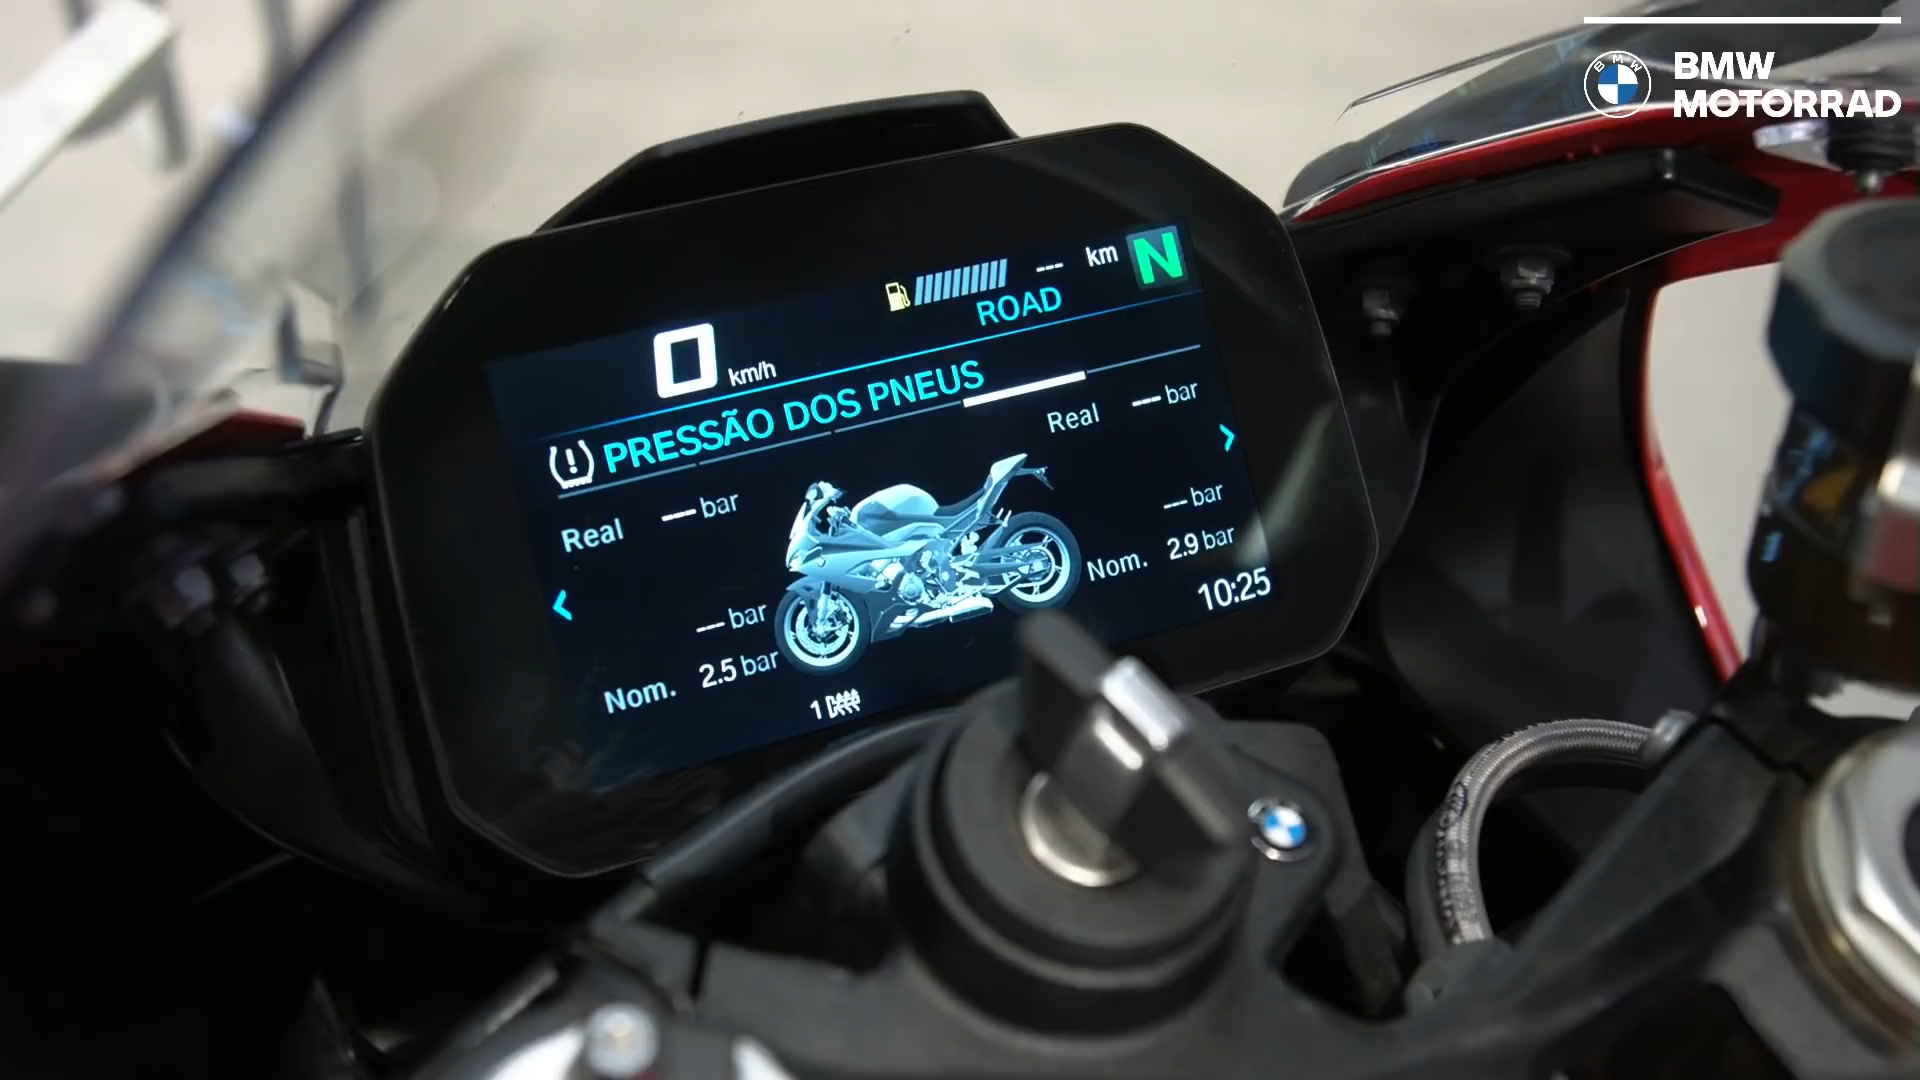 BMW
MOTORRAD
--- km N
ROAD
0 km/h
PRESSÃO DOS PNEUS
Real --- bar
Real --- bar
--- bar
--- bar
Nom. 2.9 bar
Nom. 2.5 bar
10:25
1